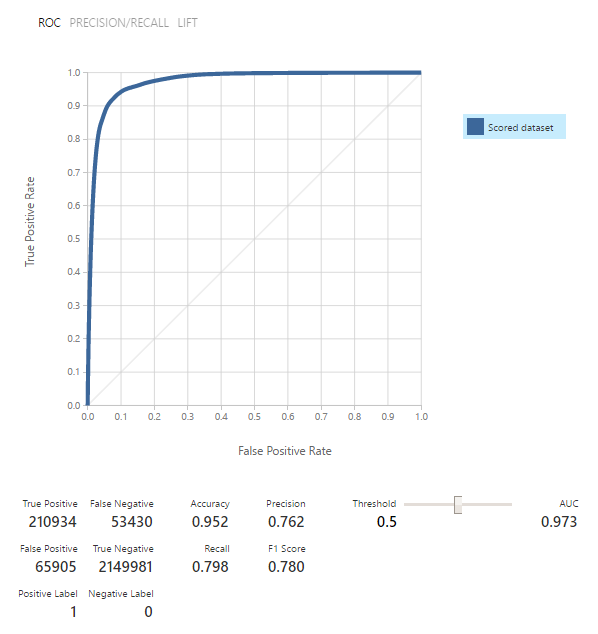 ROC PRECISION/RECALL LIFT
1.0
0.9
0.8
0.7
0.6
0.5
0.4
0.3
0.2
0.1
0.0
True Positive Rate
0.0 0.1 0.2 0.3 0.4 0.5 0.6 0.7 0.8 0.9 1.0
False Positive Rate
Scored dataset
True Positive False Negative Accuracy Precision Threshold AUC
210934 53430 0.952 0.762 0.5 0.973
False Positive True Negative Recall F1 Score
65905 2149981 0.798 0.780
Positive Label Negative Label
1 0